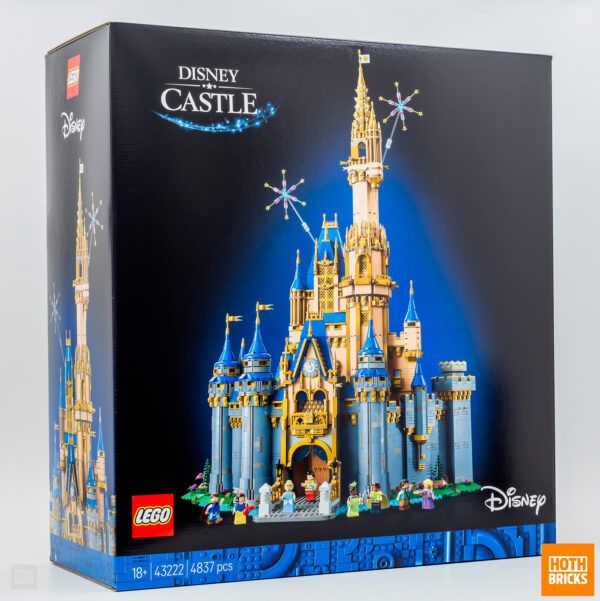 LEGO
Disney
DISNEY
CASTLE
LEGO
Disney
18+ 43222 4837 pcs
HOTH
BRICKS